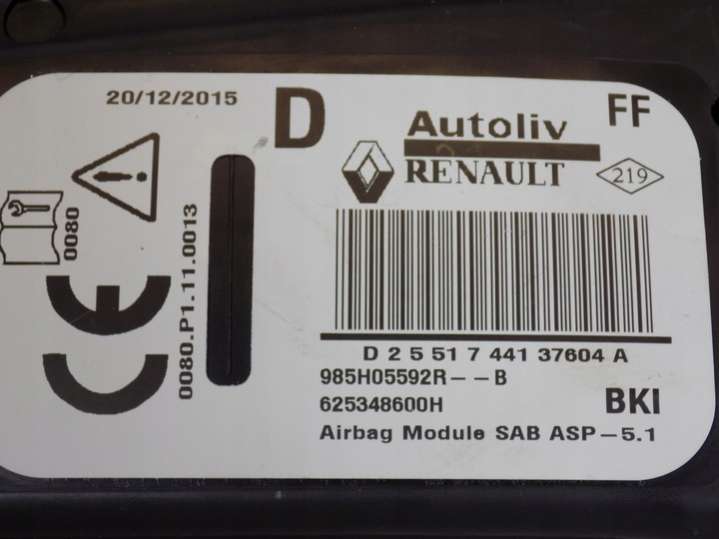 20/12/2015
D
FF
Autoliv
RENAULT
219
0080
0080.P1.11.0013
CE
D 2 5 51 7 441 37604 A
985H05592R--B
625348600H
BKI
Airbag Module SAB ASP-5.1